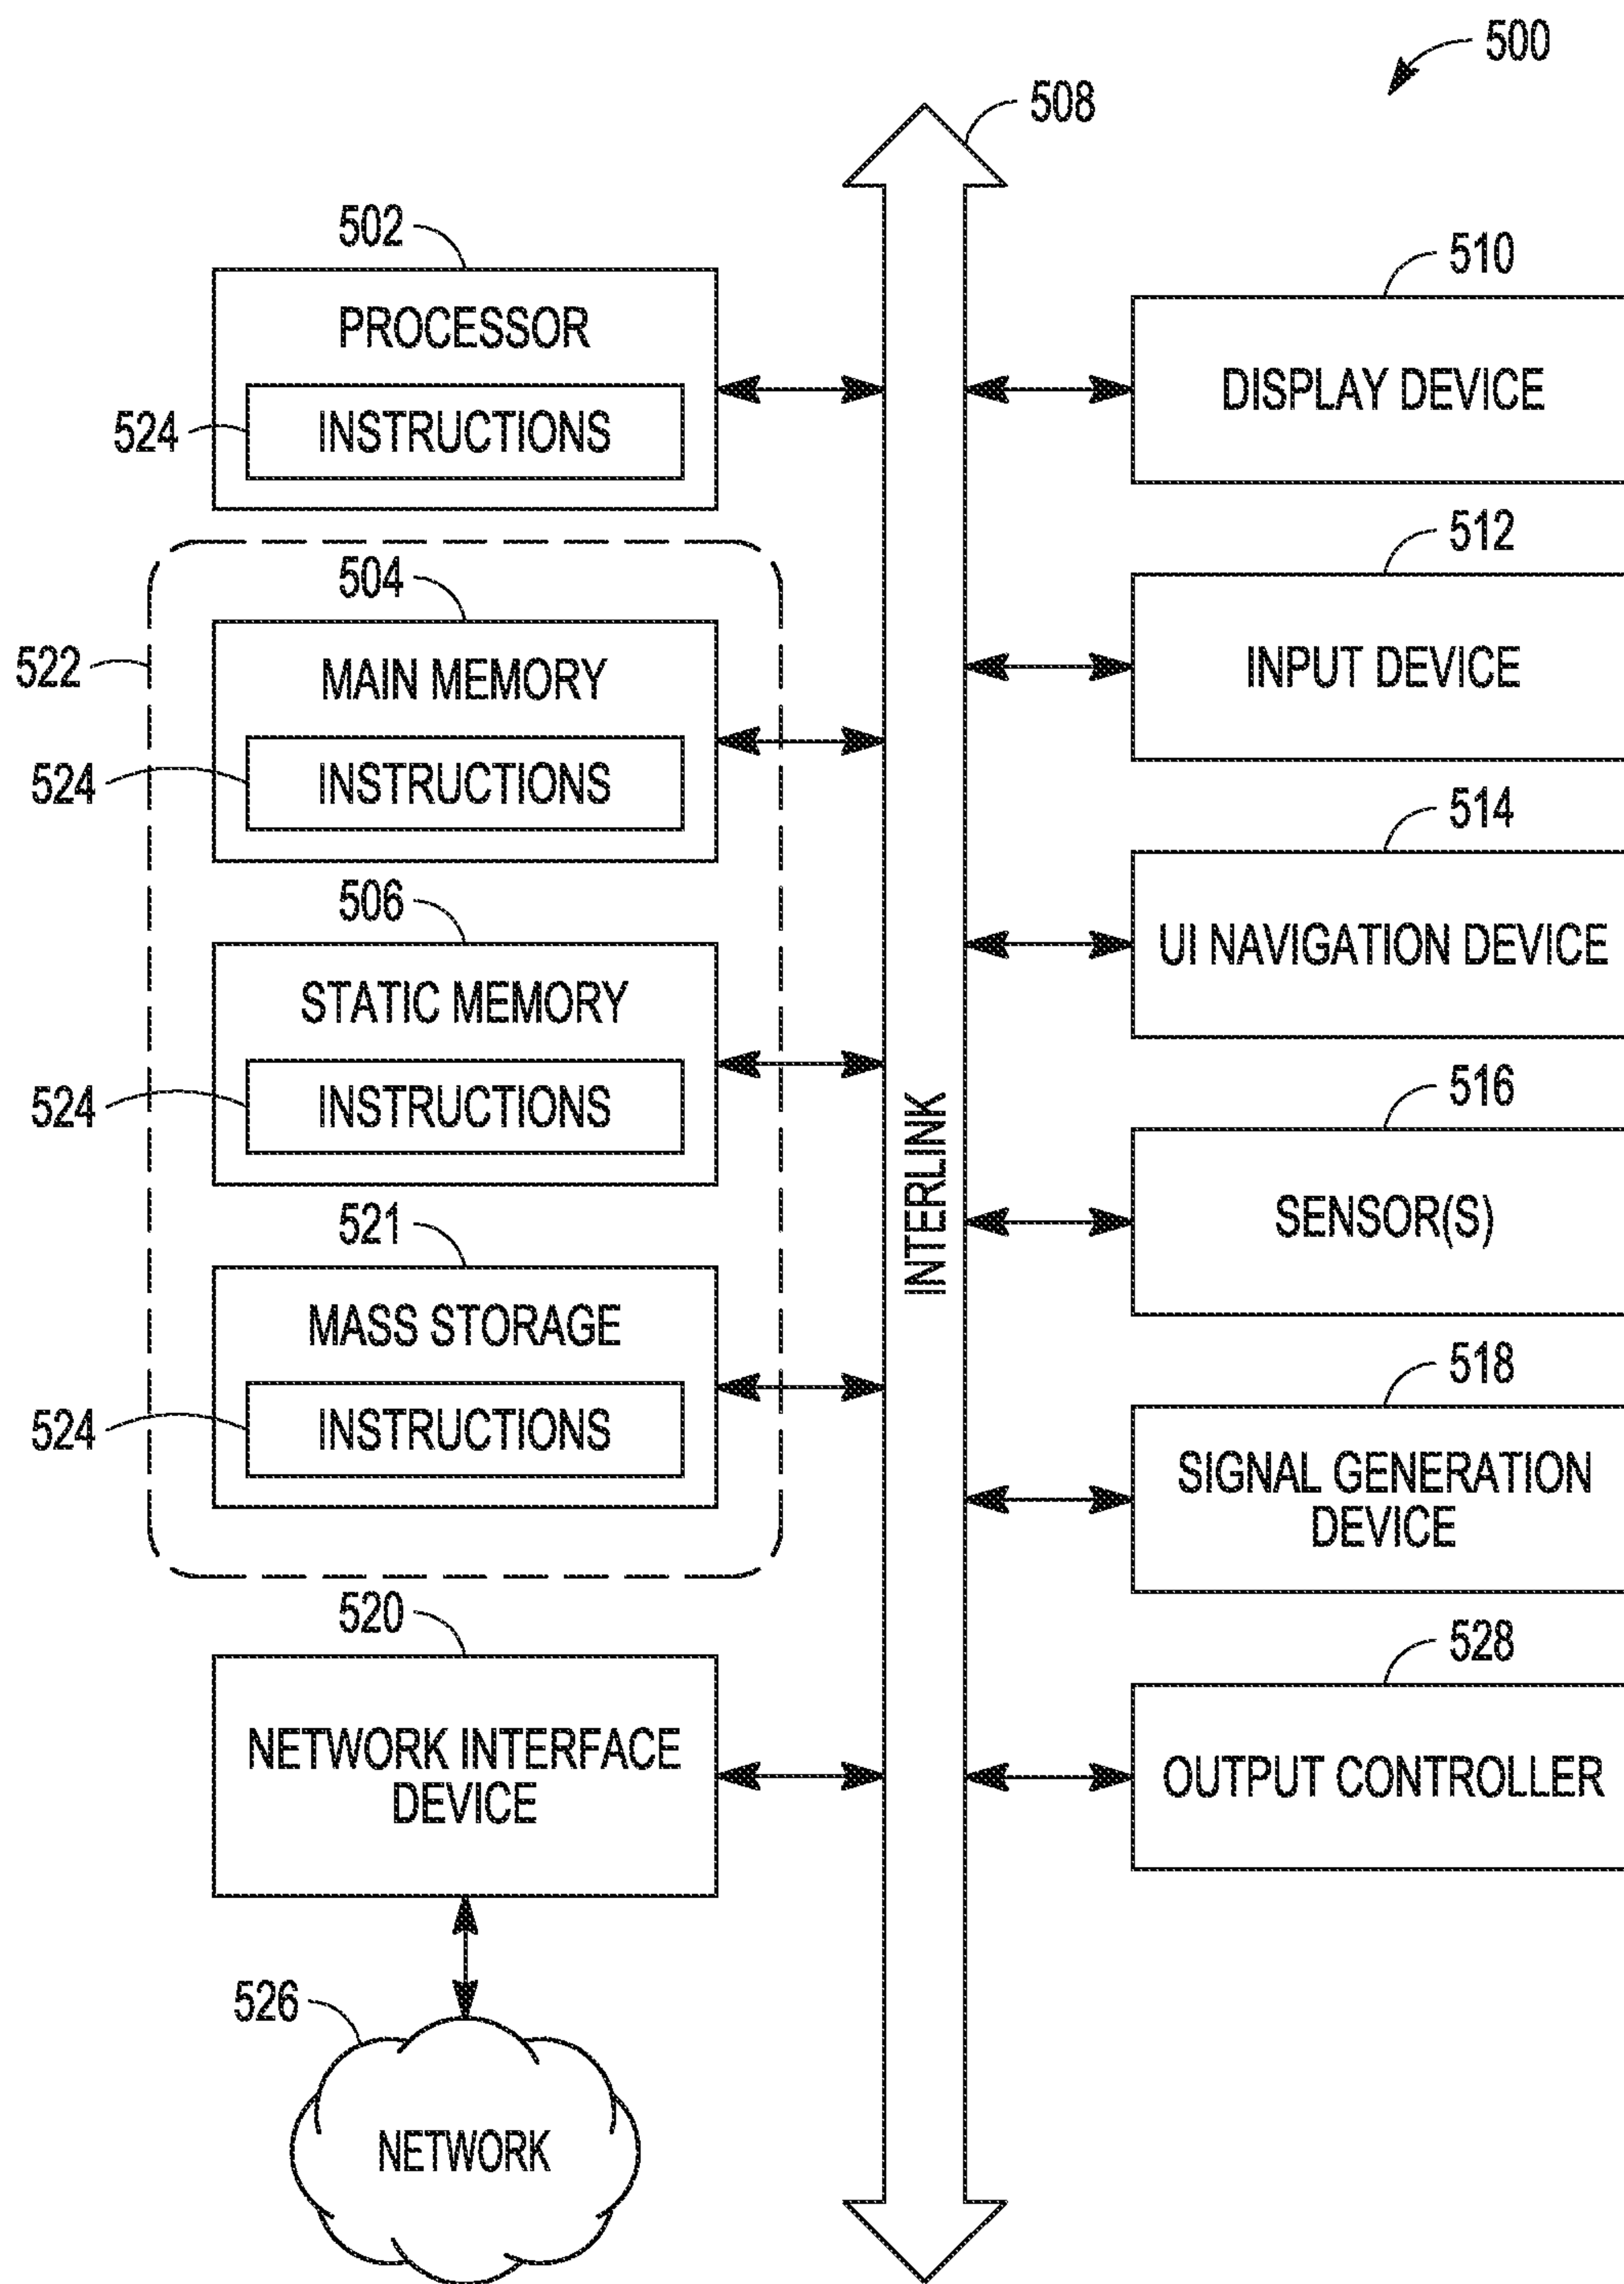 500
508
502
PROCESSOR
524
INSTRUCTIONS
504
522
MAIN MEMORY
524
INSTRUCTIONS
506
STATIC MEMORY
524
INSTRUCTIONS
521
MASS STORAGE
524
INSTRUCTIONS
520
NETWORK INTERFACE
DEVICE
526
NETWORK
INTERLINK
510
DISPLAY DEVICE
512
INPUT DEVICE
514
UI NAVIGATION DEVICE
516
SENSOR(S)
518
SIGNAL GENERATION
DEVICE
528
OUTPUT CONTROLLER